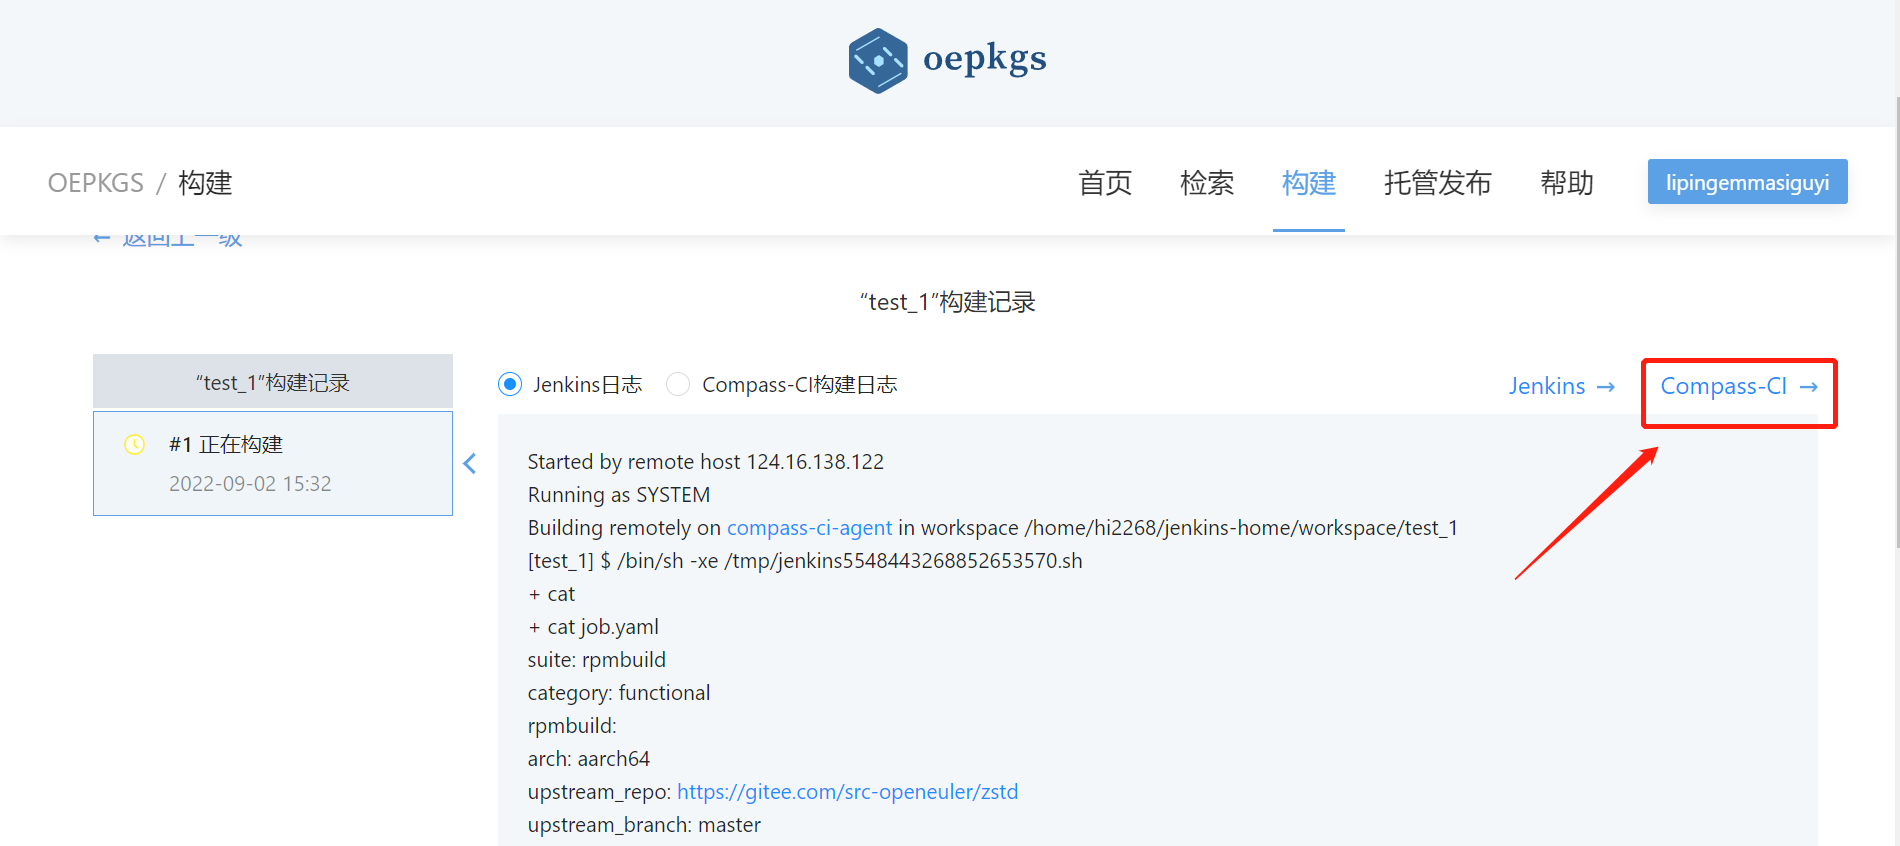 oepkgs
OEPKGS / 构建
首页 检索 构建 托管发布 帮助 lipingemmasiguyi
← 返回上一级
“test_1”构建记录
“test_1”构建记录
#1 正在构建
2022-09-02 15:32
Jenkins日志 Compass-CI构建日志 Jenkins → Compass-CI →
Started by remote host 124.16.138.122
Running as SYSTEM
Building remotely on compass-ci-agent in workspace /home/hi2268/jenkins-home/workspace/test_1
[test_1] $ /bin/sh -xe /tmp/jenkins5548443268852653570.sh
+ cat
+ cat job.yaml
suite: rpmbuild
category: functional
rpmbuild:
arch: aarch64
upstream_repo: https://gitee.com/src-openeuler/zstd
upstream_branch: master